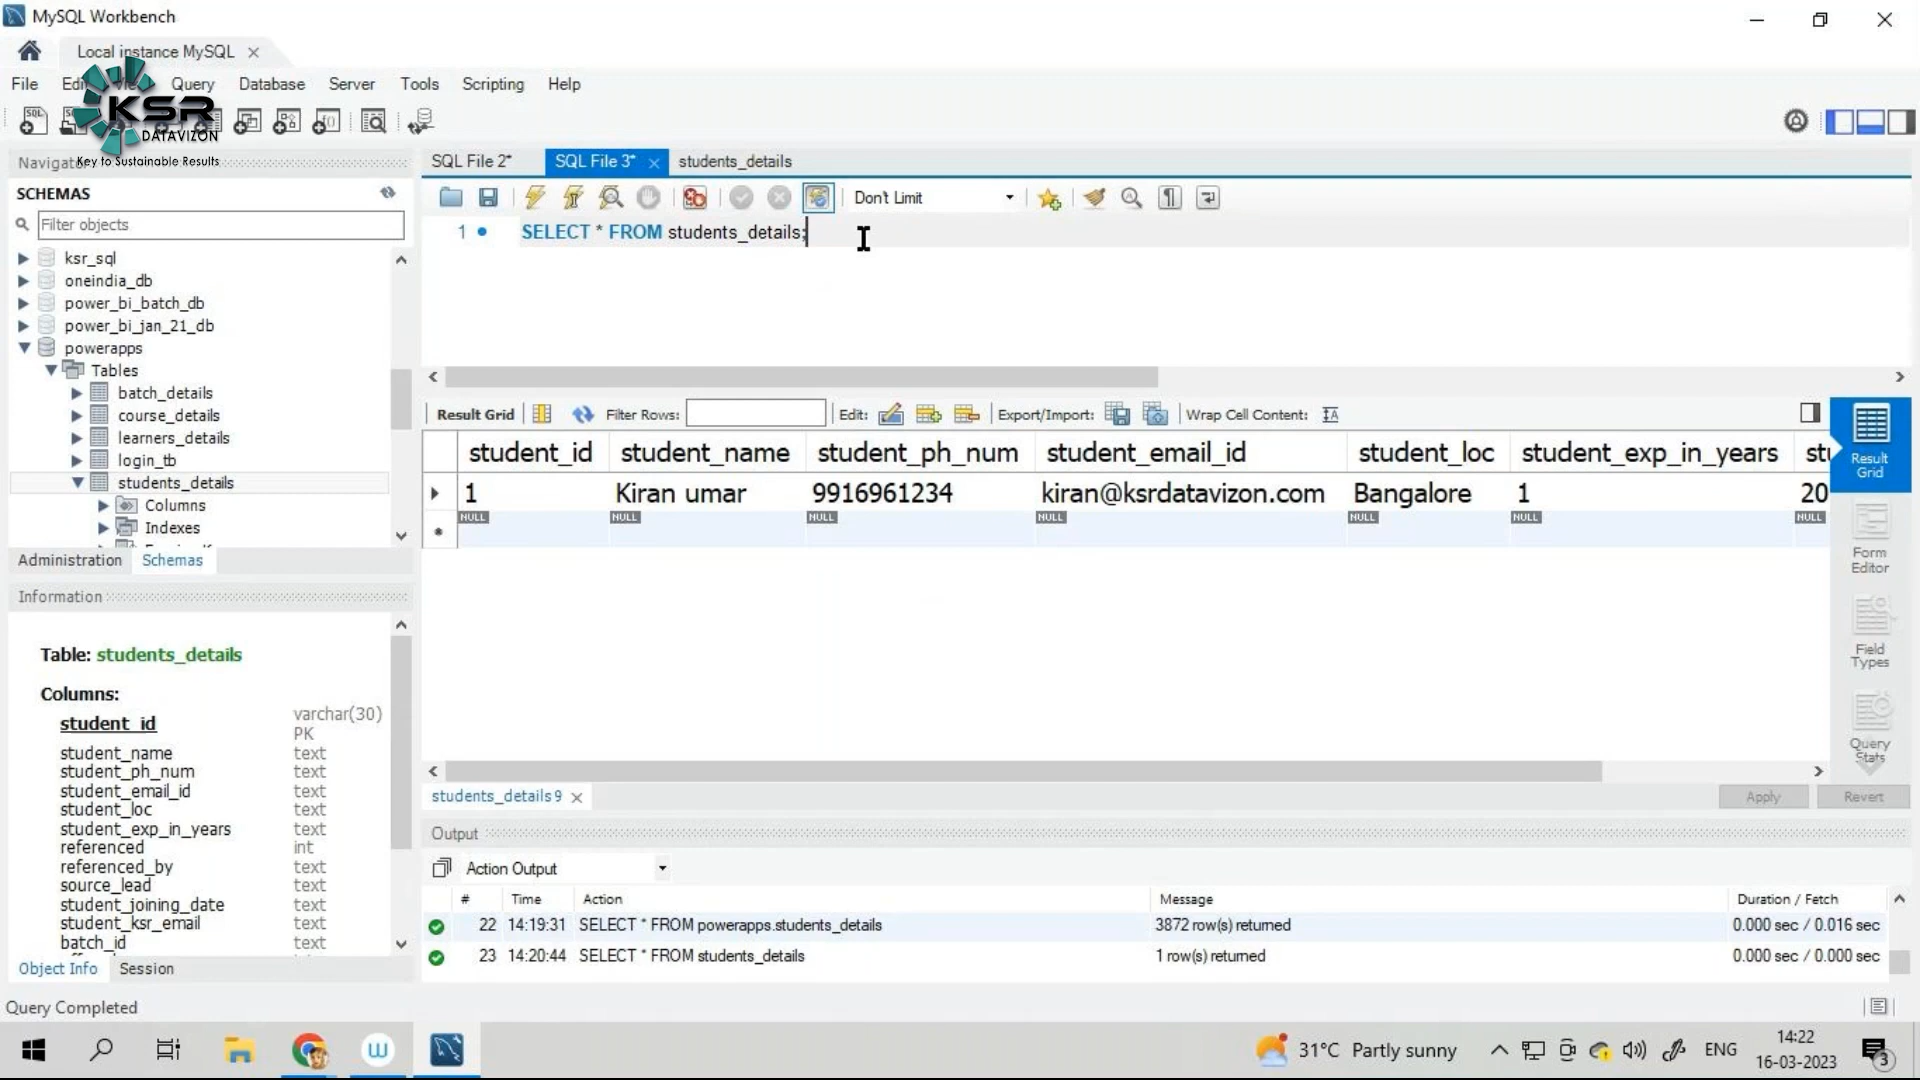 MySQL Workbench
Local instance MySQL
File Query Database Server Tools Scripting Help
KSR
DATAVIZON
Key to Sustainable Results
SCHEMAS
Filter objects
ksr_sql
oneindia_db
power_bi_batch_db
power_bi_jan_21_db
powerapps
Tables
batch_details
course_details
learners_details
login_tb
students_details
Columns
Indexes
Administration Schemas
Information
Table: students_details
Columns:
student_id varchar(30) PK
student_name text
student_ph_num text
student_email_id text
student_loc text
student_exp_in_years text
referenced int
referenced_by text
source_lead text
student_joining_date text
student_ksr_email text
batch_id text
Object Info Session
Query Completed
SQL File 2* SQL File 3* students_details
Don't Limit
1 SELECT * FROM students_details;
Result Grid Filter Rows: Edit: Export/Import: Wrap Cell Content:
student_id student_name student_ph_num student_email_id student_loc student_exp_in_years stu
1 Kiran umar 9916961234 kiran@ksrdatavizon.com Bangalore 1 20
NULL NULL NULL NULL NULL NULL NULL
Result Grid
Form Editor
Field Types
Query Stats
students_details 9 Apply Revert
Output
Action Output
# Time Action Message Duration / Fetch
22 14:19:31 SELECT * FROM powerapps.students_details 3872 row(s) returned 0.000 sec / 0.016 sec
23 14:20:44 SELECT * FROM students_details 1 row(s) returned 0.000 sec / 0.000 sec
31°C Partly sunny ENG 14:22
16-03-2023 3